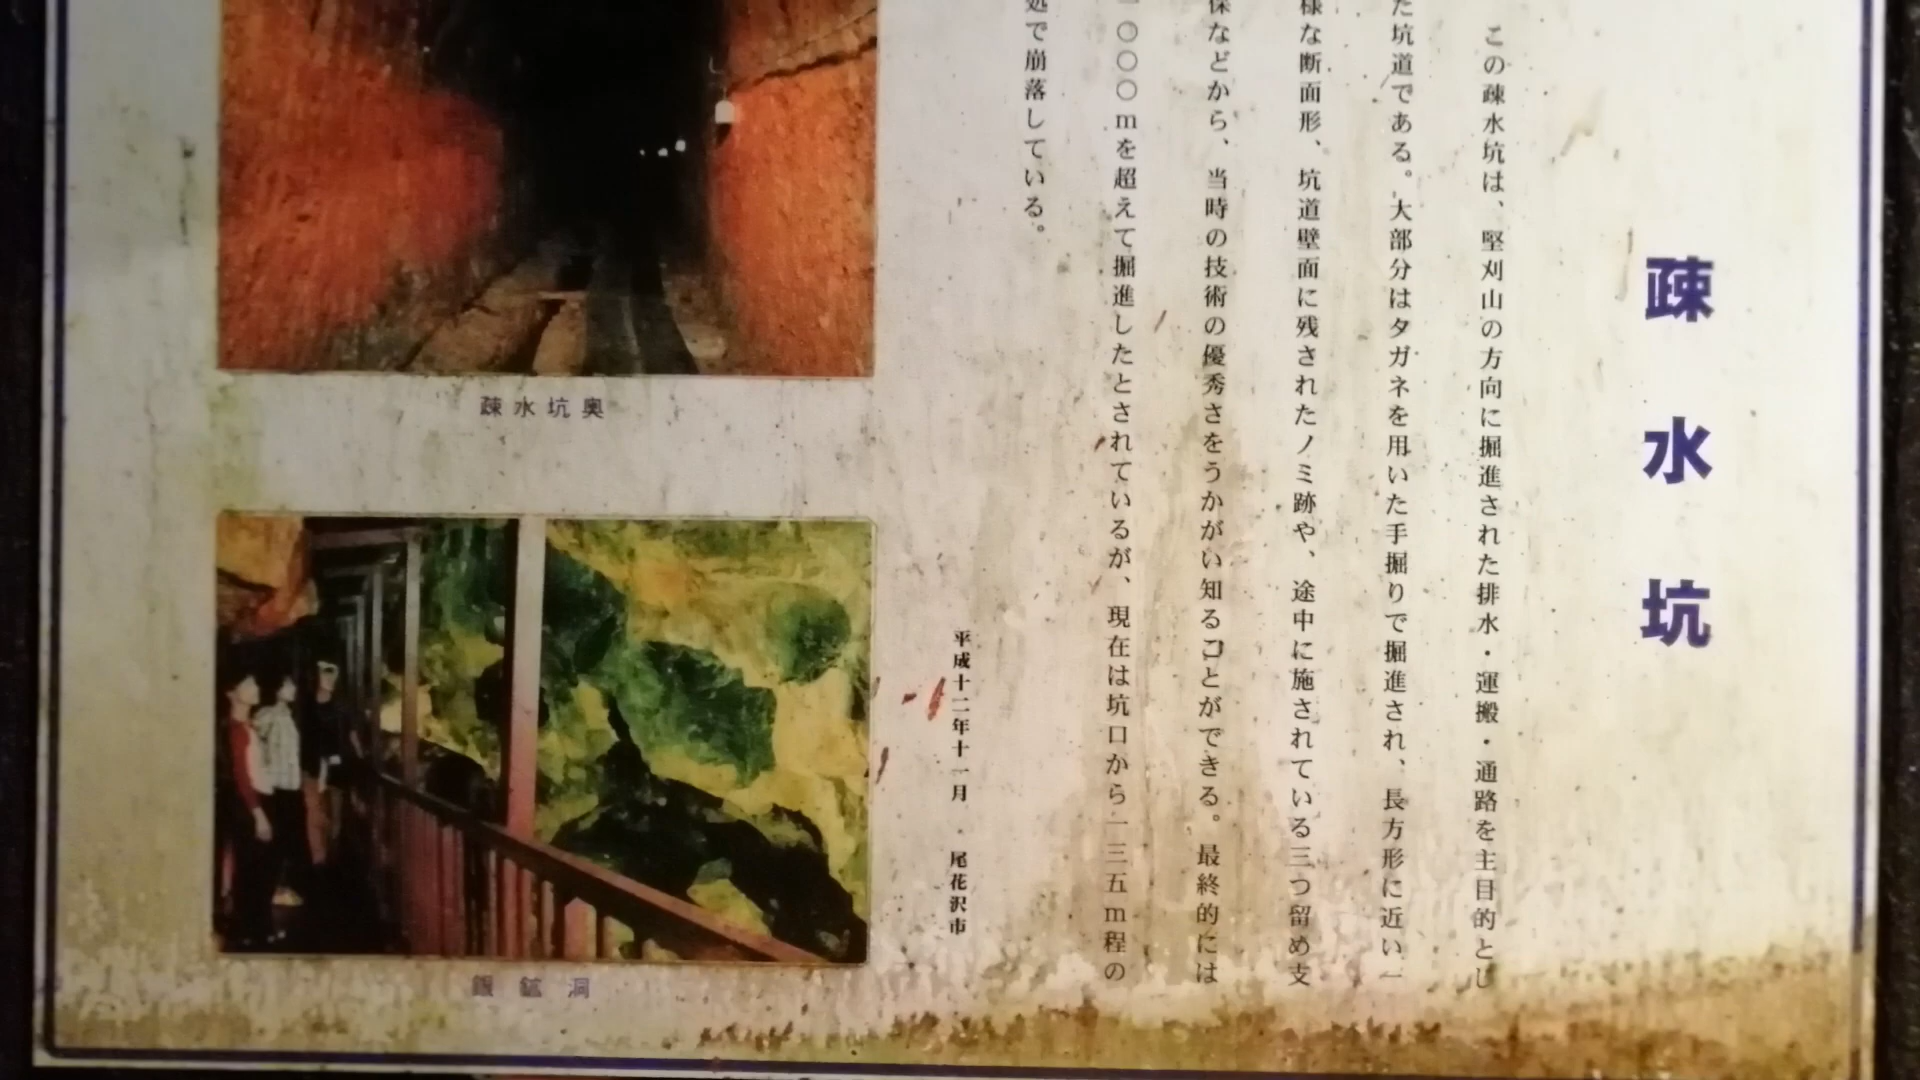 疎水坑
この疎水坑は、堅刈山の方向に掘進された排水・運搬・通路を主目的とし
た坑道である。大部分はタガネを用いた手掘りで掘進され、長方形に近い一
様な断面形、坑道壁面に残されたノミ跡や、途中に施されている三つ留め支
保などから、当時の技術の優秀さをうかがい知ることができる。最終的には
一〇〇〇mを超えて掘進したとされているが、現在は坑口から一三五m程の
処で崩落している。
平成十二年十一月 尾花沢市
疎水坑奥
銀鉱洞